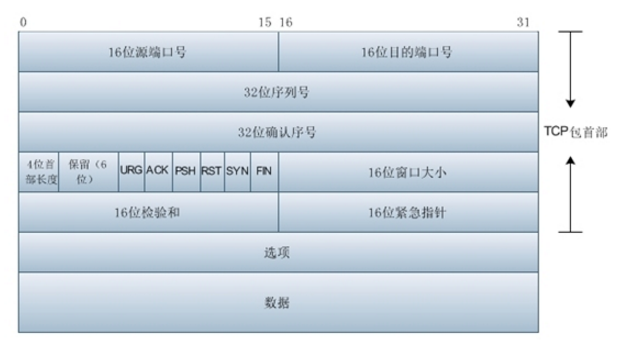 0 15 16 31
16位源端口号 16位目的端口号
32位序列号
32位确认序号
TCP包首部
4位首 保留（6 URG ACK PSH RST SYN FIN 16位窗口大小
部长度 位）
16位检验和 16位紧急指针
选项
数据